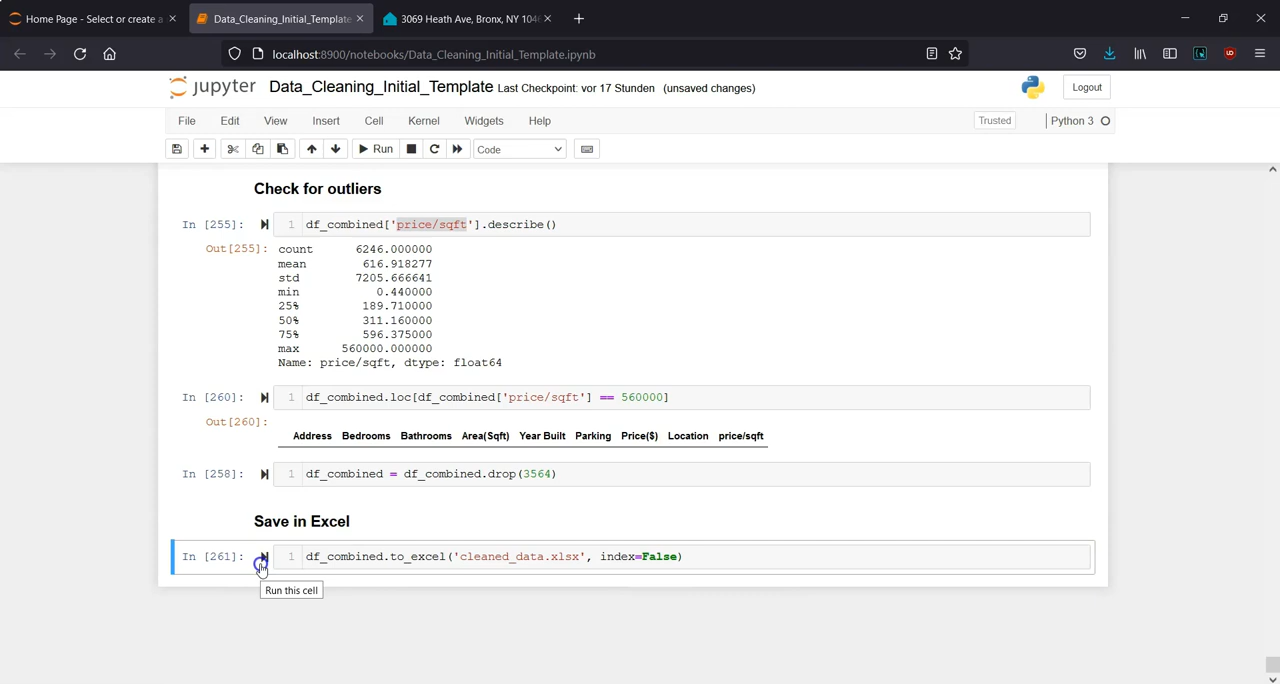 Home Page - Select or create a
Data_Cleaning_Initial_Template
3069 Heath Ave, Bronx, NY 1046
localhost:8900/notebooks/Data_Cleaning_Initial_Template.ipynb
jupyter Data_Cleaning_Initial_Template Last Checkpoint: vor 17 Stunden (unsaved changes)
Logout
File Edit View Insert Cell Kernel Widgets Help
Trusted
Python 3
Run
Code
Check for outliers
In [255]: 1 df_combined['price/sqft'].describe()
Out[255]: count 6246.000000
mean 616.918277
std 7205.666641
min 0.440000
25% 189.710000
50% 311.160000
75% 596.375000
max 560000.000000
Name: price/sqft, dtype: float64
In [260]: 1 df_combined.loc[df_combined['price/sqft'] == 560000]
Out[260]:
Address Bedrooms Bathrooms Area(Sqft) Year Built Parking Price($) Location price/sqft
In [258]: 1 df_combined = df_combined.drop(3564)
Save in Excel
In [261]: 1 df_combined.to_excel('cleaned_data.xlsx', index=False)
Run this cell